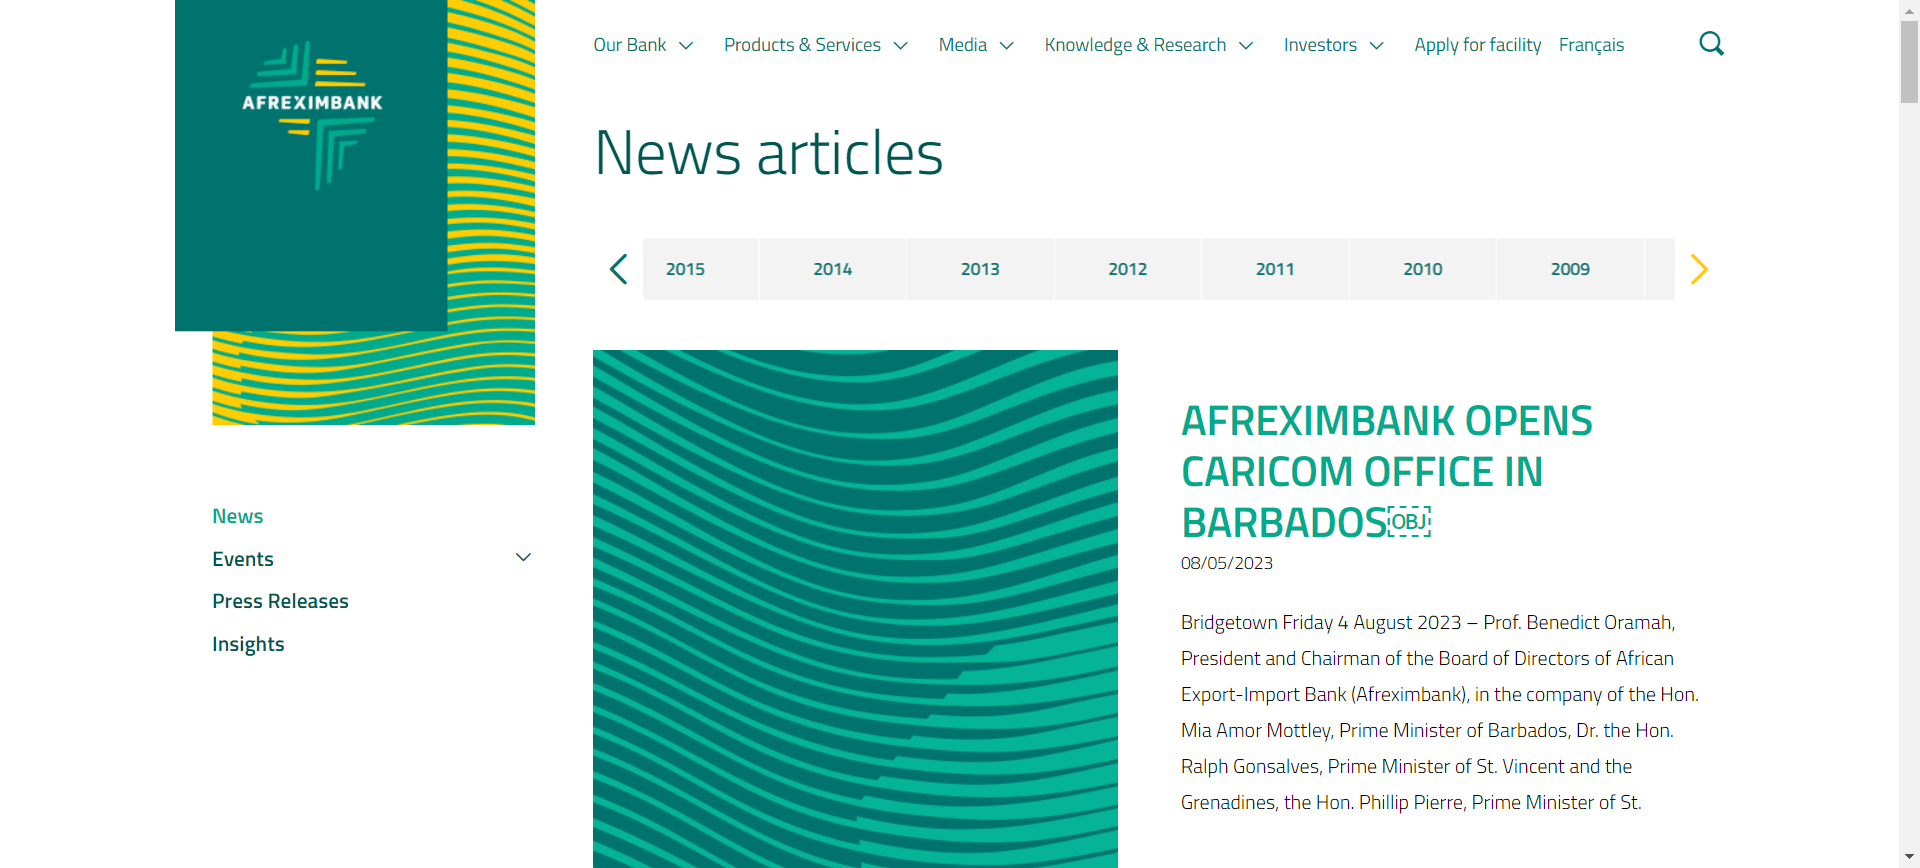 AFREXIMBANK
Our Bank
Products & Services
Media
Knowledge & Research
Investors
Apply for facility
Français
News articles
2015
2014
2013
2012
2011
2010
2009
News
Events
Press Releases
Insights
AFREXIMBANK OPENS
CARICOM OFFICE IN
BARBADOS￼
08/05/2023
Bridgetown Friday 4 August 2023 – Prof. Benedict Oramah,
President and Chairman of the Board of Directors of African
Export-Import Bank (Afreximbank), in the company of the Hon.
Mia Amor Mottley, Prime Minister of Barbados, Dr. the Hon.
Ralph Gonsalves, Prime Minister of St. Vincent and the
Grenadines, the Hon. Phillip Pierre, Prime Minister of St.